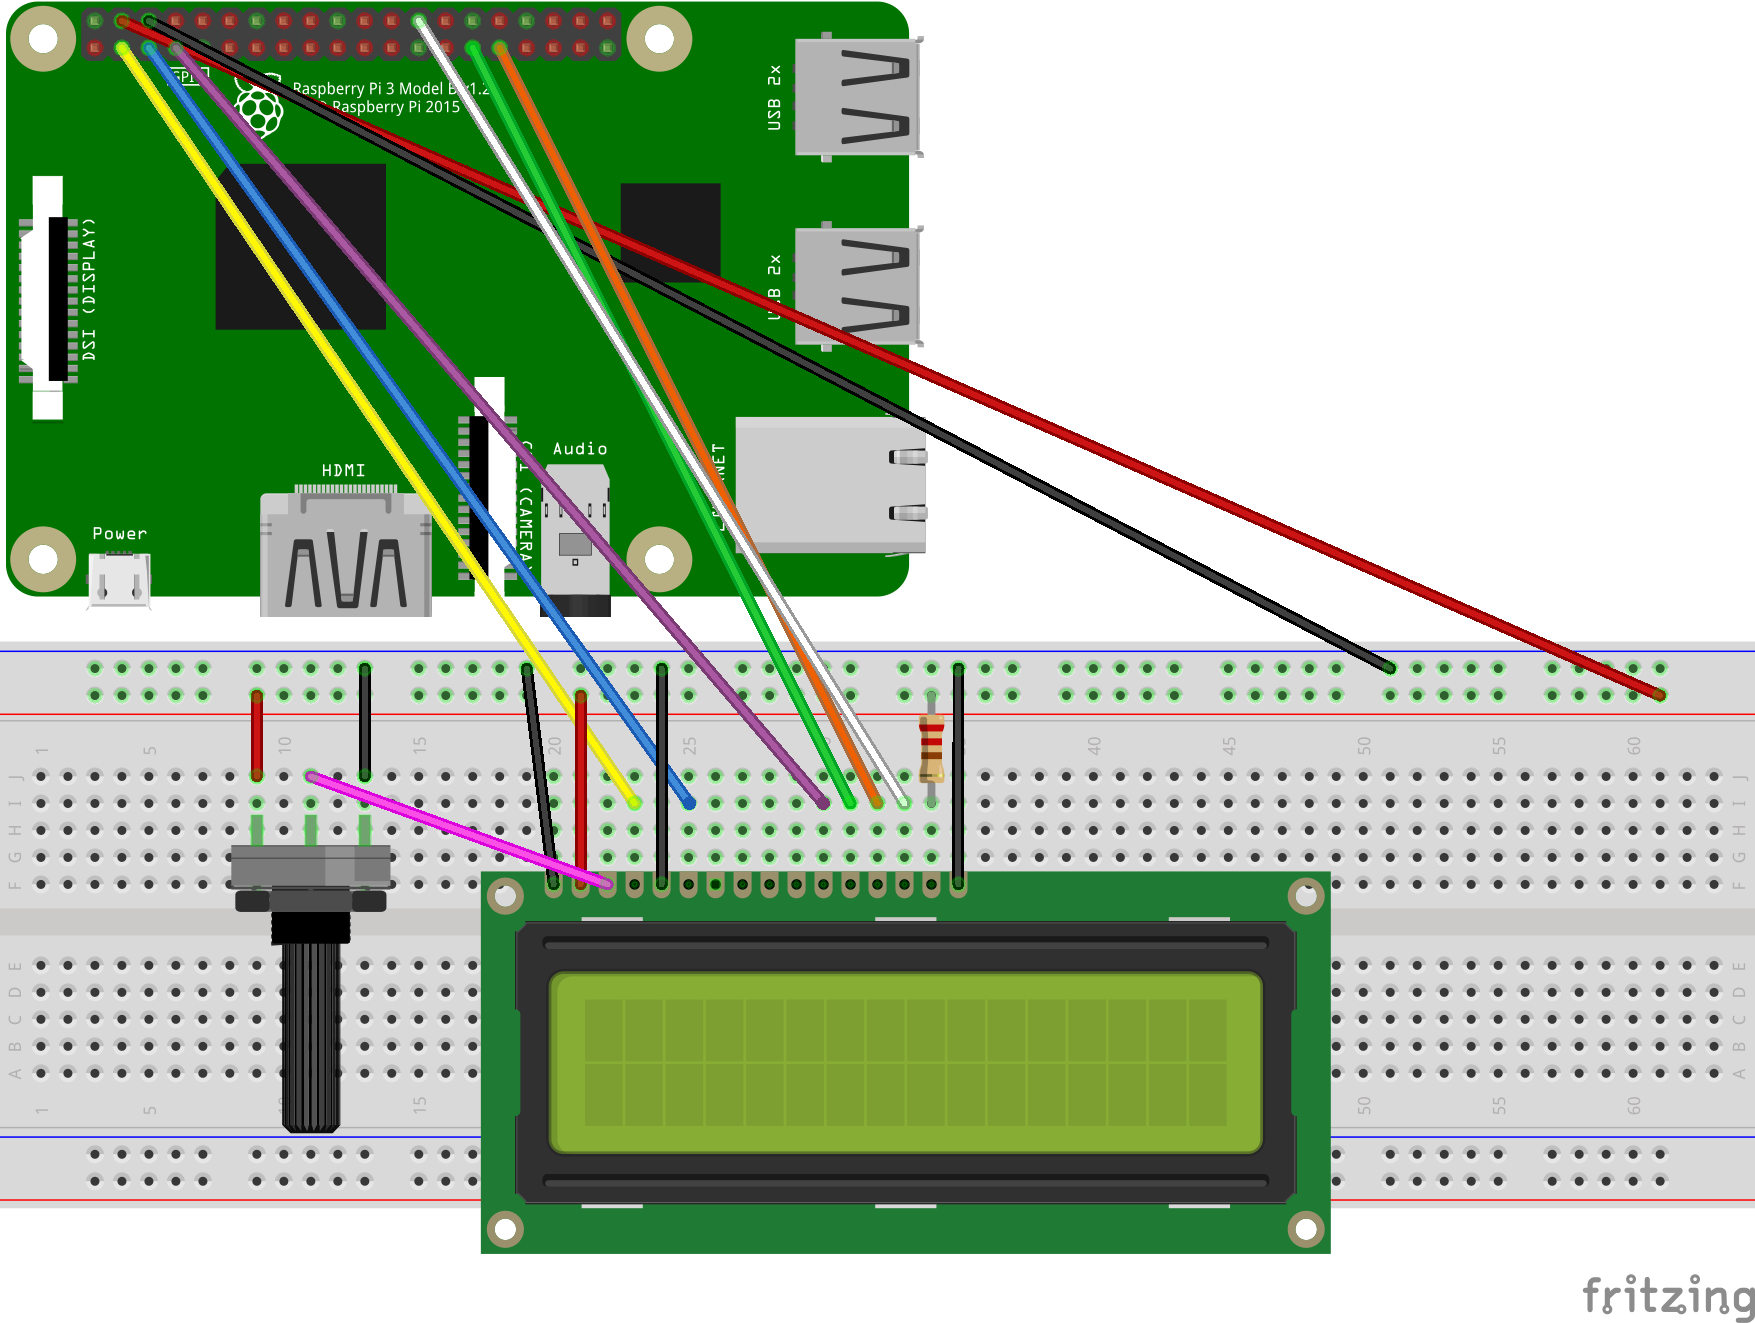 GPIO
Raspberry Pi 3 Model B v1.2
Raspberry Pi 2015
USB 2x
USB 2x
DSI (DISPLAY)
HDMI
Audio
CSI (CAMERA)
Power
1 5 10 15 20 25 40 45 50 55 60
J J
I I
H H
G G
F F
E E
D D
C C
B B
A A
1 5 15 50 55 60
fritzing